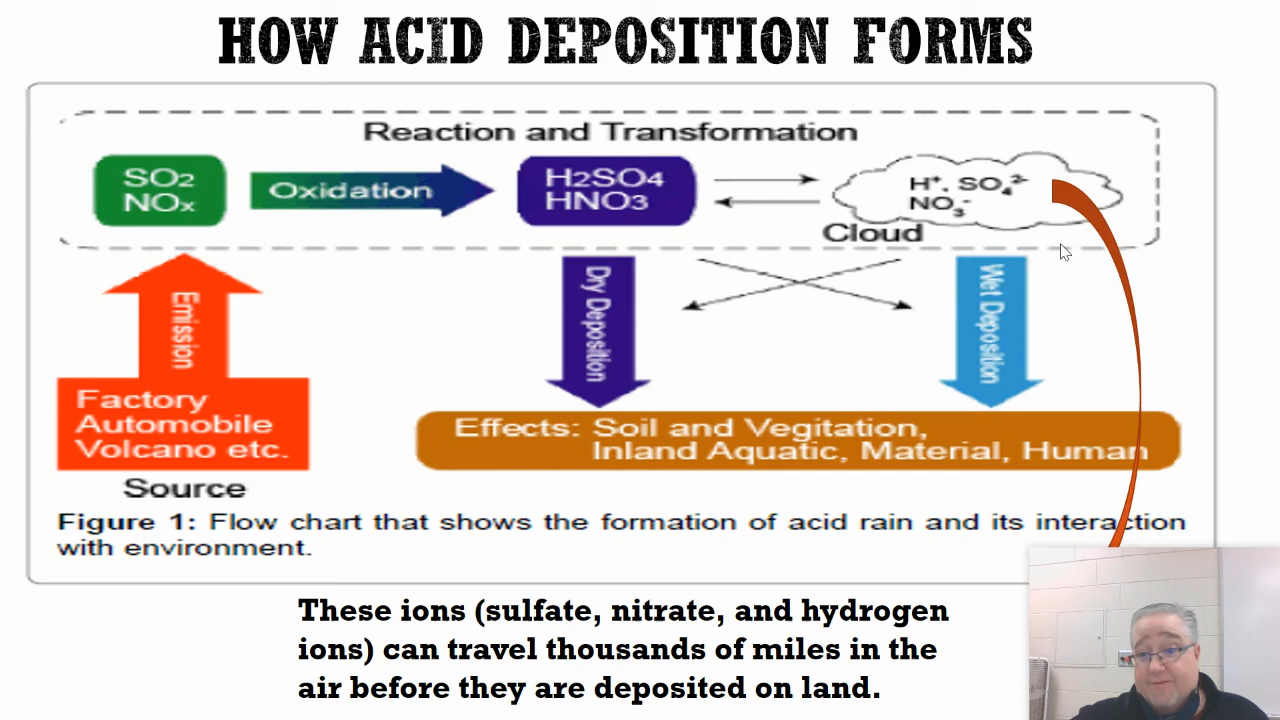 HOW ACID DEPOSITION FORMS
Reaction and Transformation
SO₂
NOₓ
Oxidation
H₂SO₄
HNO₃
H⁺, SO₄²⁻
NO₃⁻
Cloud
Emission
Dry Deposition
Wet Deposition
Factory
Automobile
Volcano etc.
Source
Effects: Soil and Vegitation,
Inland Aquatic, Material, Human
Figure 1: Flow chart that shows the formation of acid rain and its interaction
with environment.
These ions (sulfate, nitrate, and hydrogen
ions) can travel thousands of miles in the
air before they are deposited on land.